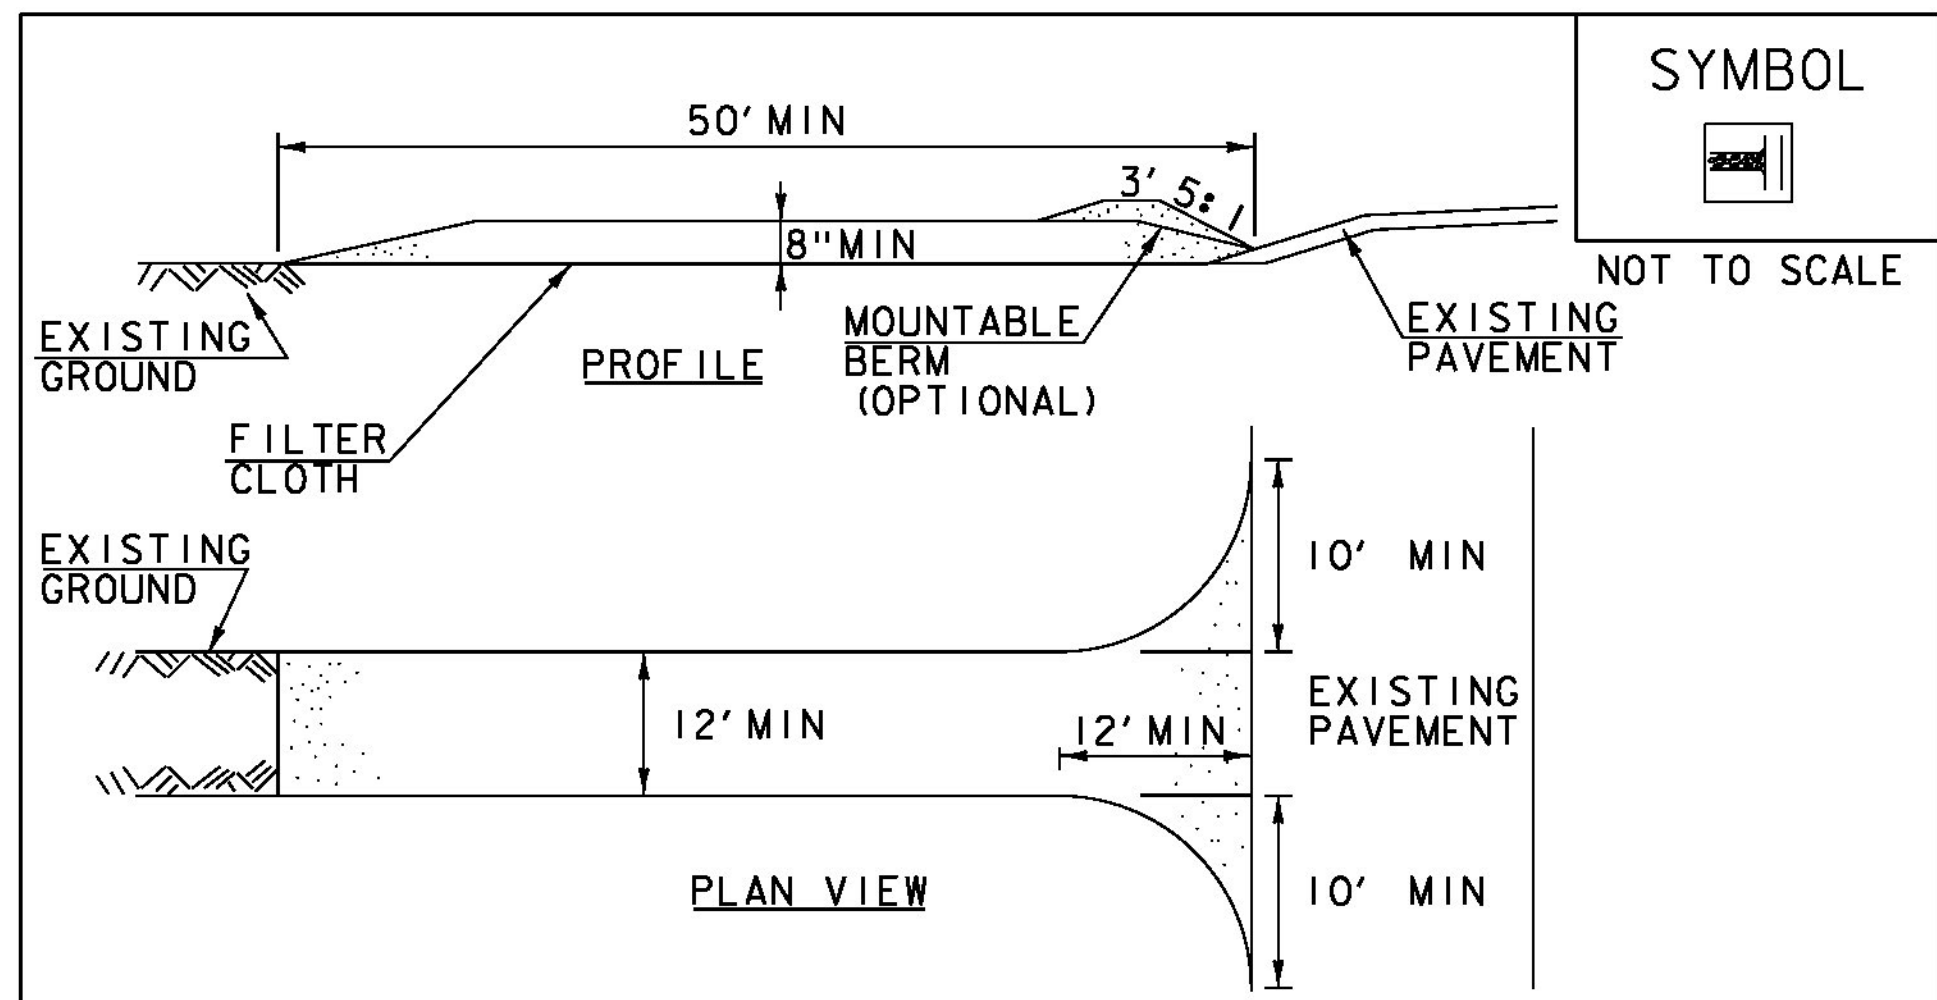 SYMBOL
50' MIN
3' 5:1
8" MIN
NOT TO SCALE
EXISTING
GROUND
PROFILE
MOUNTABLE
BERM
(OPTIONAL)
EXISTING
PAVEMENT
FILTER
CLOTH
EXISTING
GROUND
10' MIN
12' MIN
12' MIN
EXISTING
PAVEMENT
PLAN VIEW
10' MIN